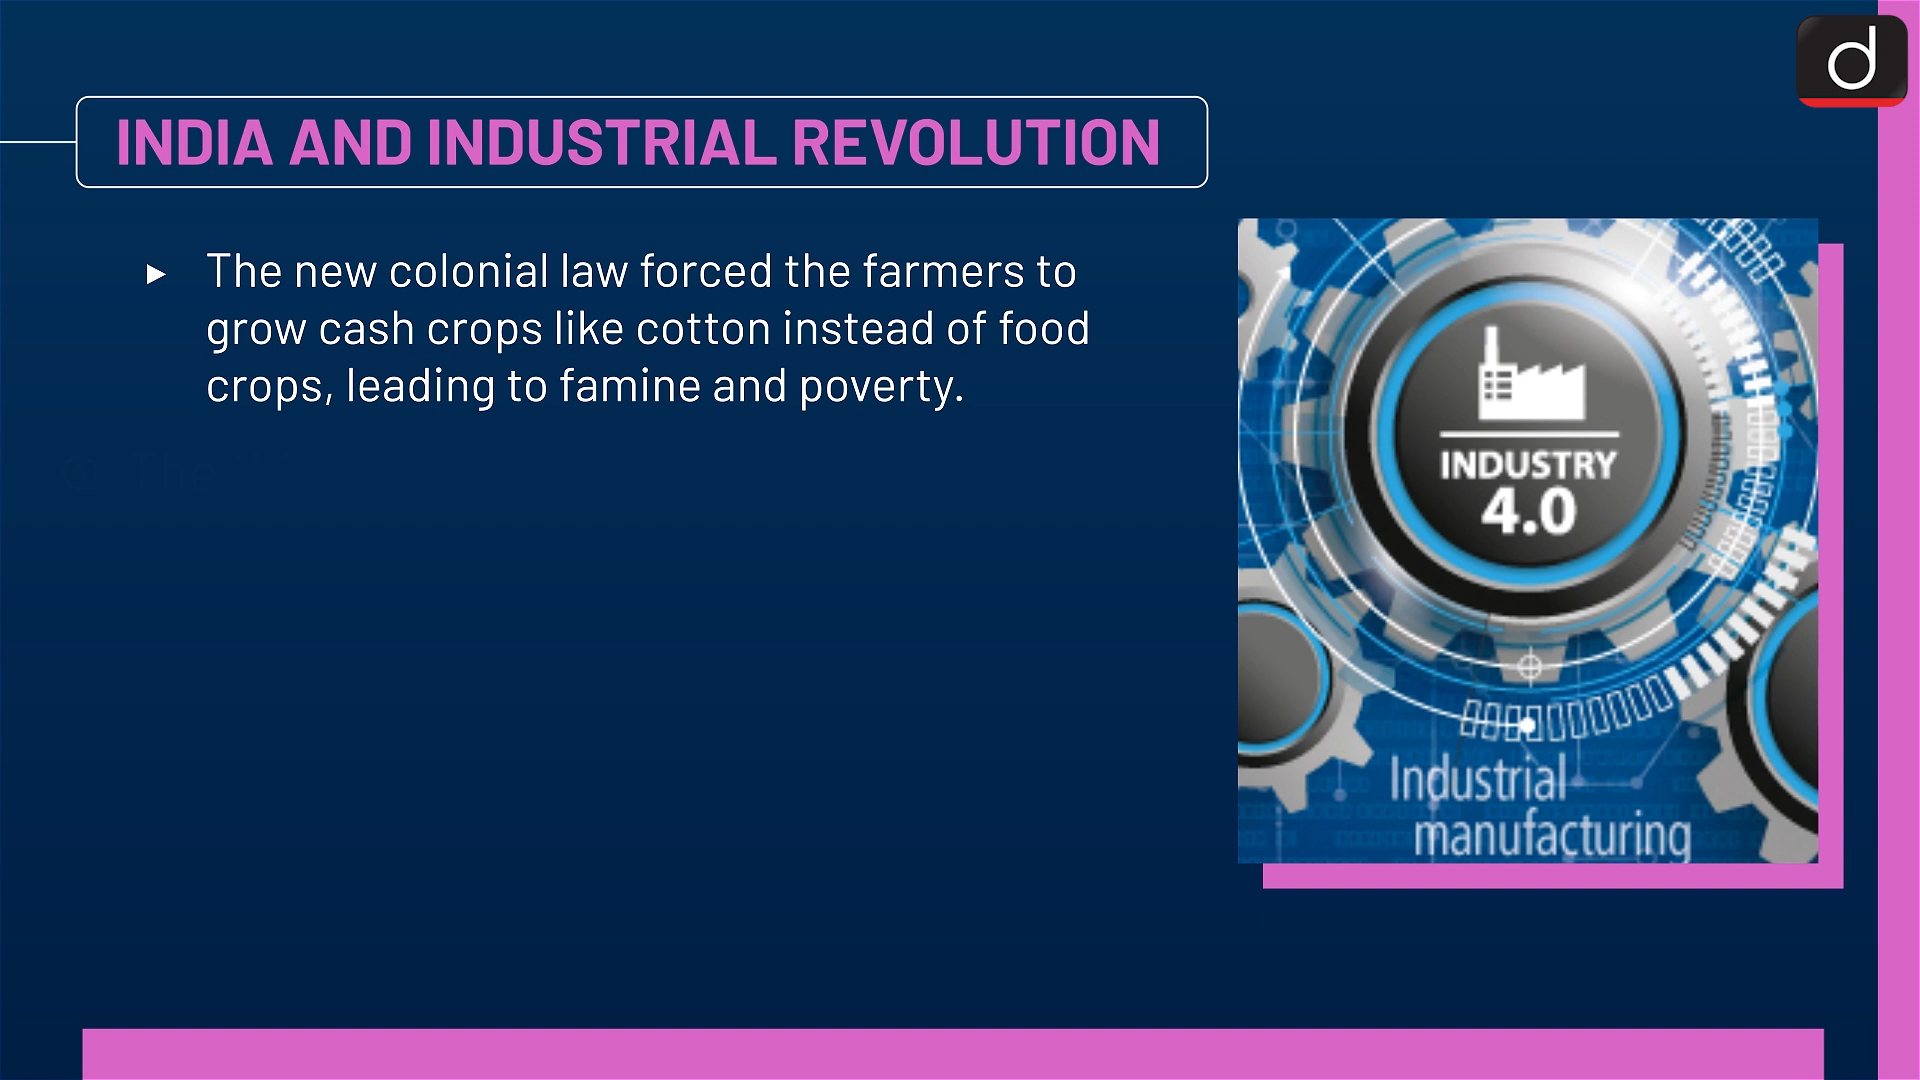 d
INDIA AND INDUSTRIAL REVOLUTION
► The new colonial law forced the farmers to
grow cash crops like cotton instead of food
crops, leading to famine and poverty.
The
INDUSTRY
4.0
Industrial
manufacturing